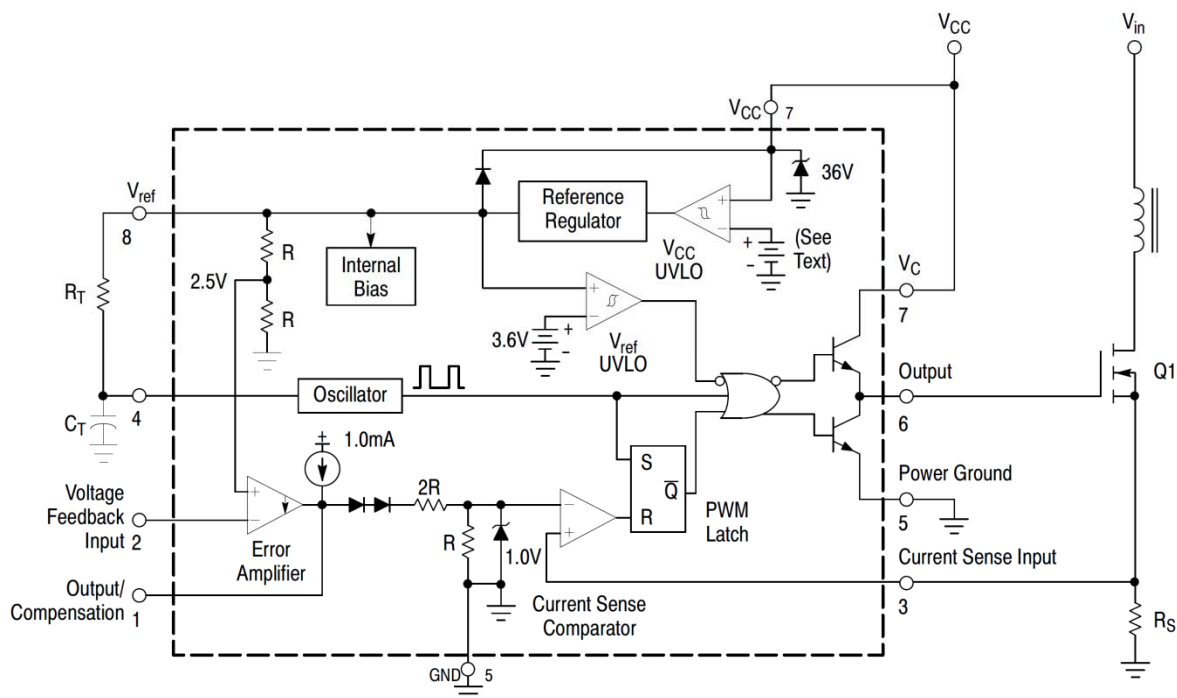 VCC
Vin
VCC
7
36V
Vref
8
Reference
Regulator
+
−
VCC
UVLO
+
−
(See
Text)
R
Internal
Bias
2.5V
RT
R
+
−
3.6V
+
−
Vref
UVLO
VC
7
Output
6
Q1
4
Oscillator
CT
1.0mA
S
Q
R
PWM
Latch
Power Ground
5
Voltage
Feedback
Input
2
+
−
Error
Amplifier
2R
R
1.0V
−
+
Current Sense
Comparator
Current Sense Input
3
RS
Output/
Compensation
1
GND
5